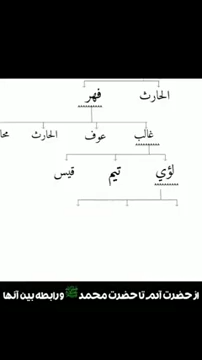 الحارث فهر
غالب عوف الحارث
لؤي تيم قيس
از حضرت آدم تا حضرت محمد ﷺ و رابطه بین آنها